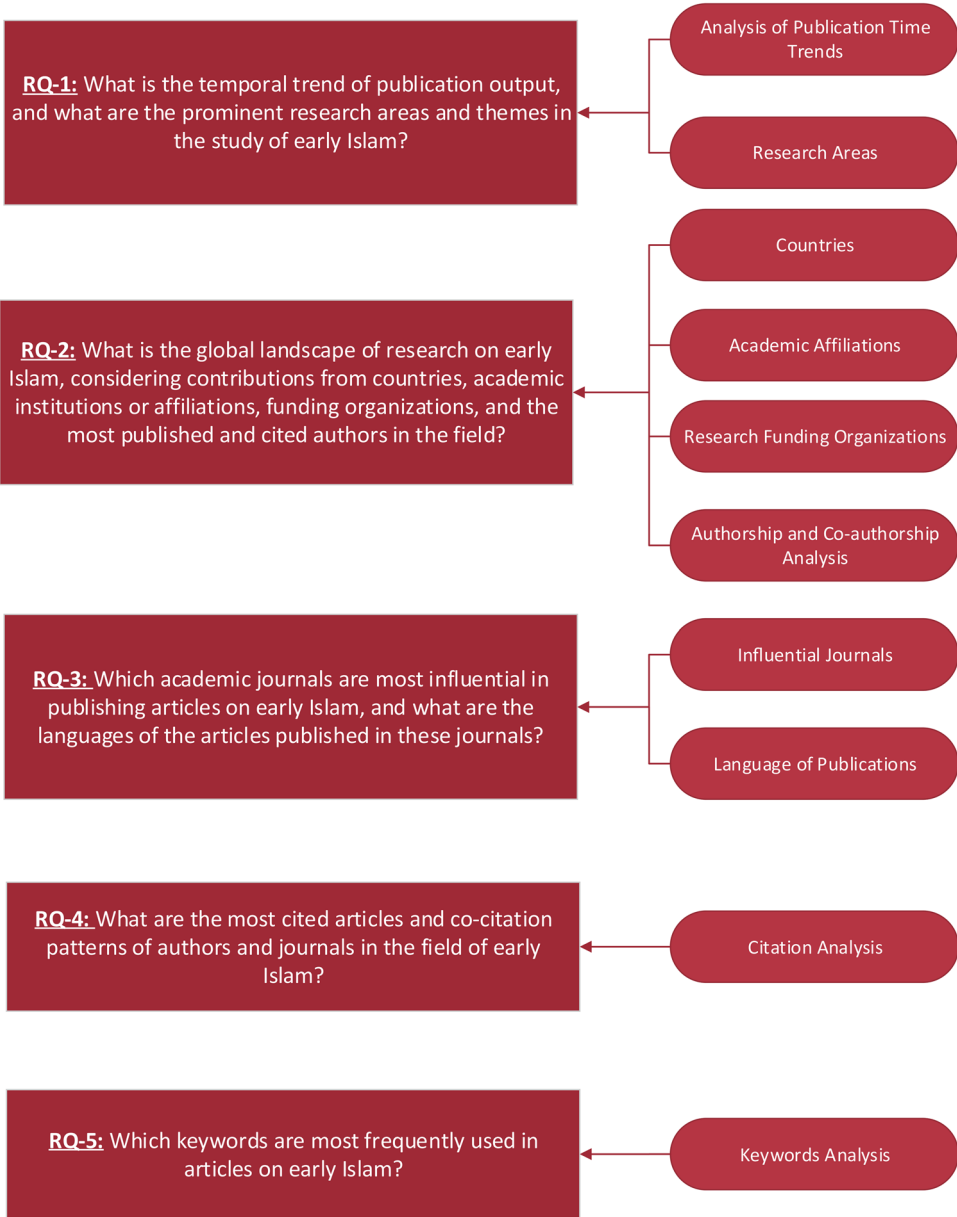 RQ-1: What is the temporal trend of publication output,
and what are the prominent research areas and themes in
the study of early Islam?
Analysis of Publication Time
Trends
Research Areas
RQ-2: What is the global landscape of research on early
Islam, considering contributions from countries, academic
institutions or affiliations, funding organizations, and the
most published and cited authors in the field?
Countries
Academic Affiliations
Research Funding Organizations
Authorship and Co-authorship
Analysis
RQ-3: Which academic journals are most influential in
publishing articles on early Islam, and what are the
languages of the articles published in these journals?
Influential Journals
Language of Publications
RQ-4: What are the most cited articles and co-citation
patterns of authors and journals in the field of early
Islam?
Citation Analysis
RQ-5: Which keywords are most frequently used in
articles on early Islam?
Keywords Analysis